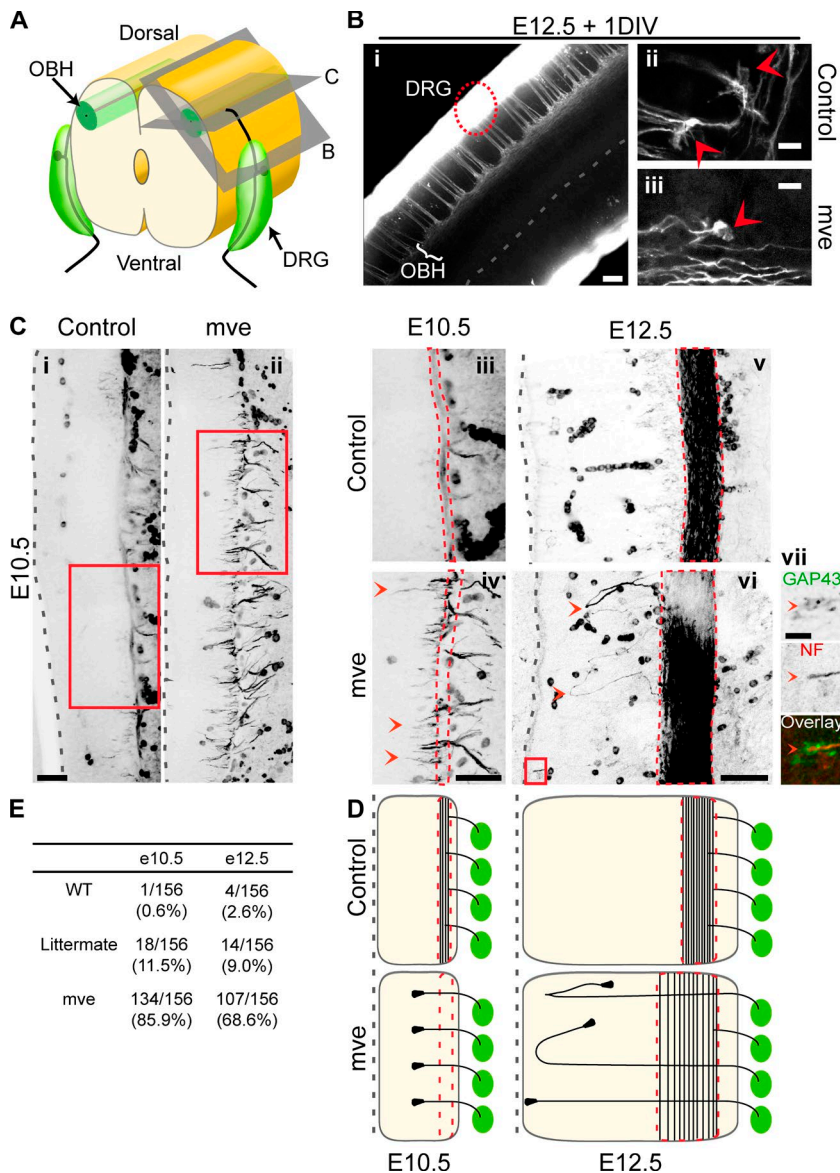 A
Dorsal
OBH
C
B
DRG
Ventral
B
E12.5 + 1DIV
i
DRG
OBH
ii
Control
iii
mve
C
Control
mve
i
ii
E10.5
E10.5
E12.5
iii
v
Control
iv
vi
mve
vii
GAP43
NF
Overlay
E
e10.5 e12.5
WT 1/156 4/156
(0.6%) (2.6%)
Littermate 18/156 14/156
(11.5%) (9.0%)
mve 134/156 107/156
(85.9%) (68.6%)
D
Control
mve
E10.5
E12.5